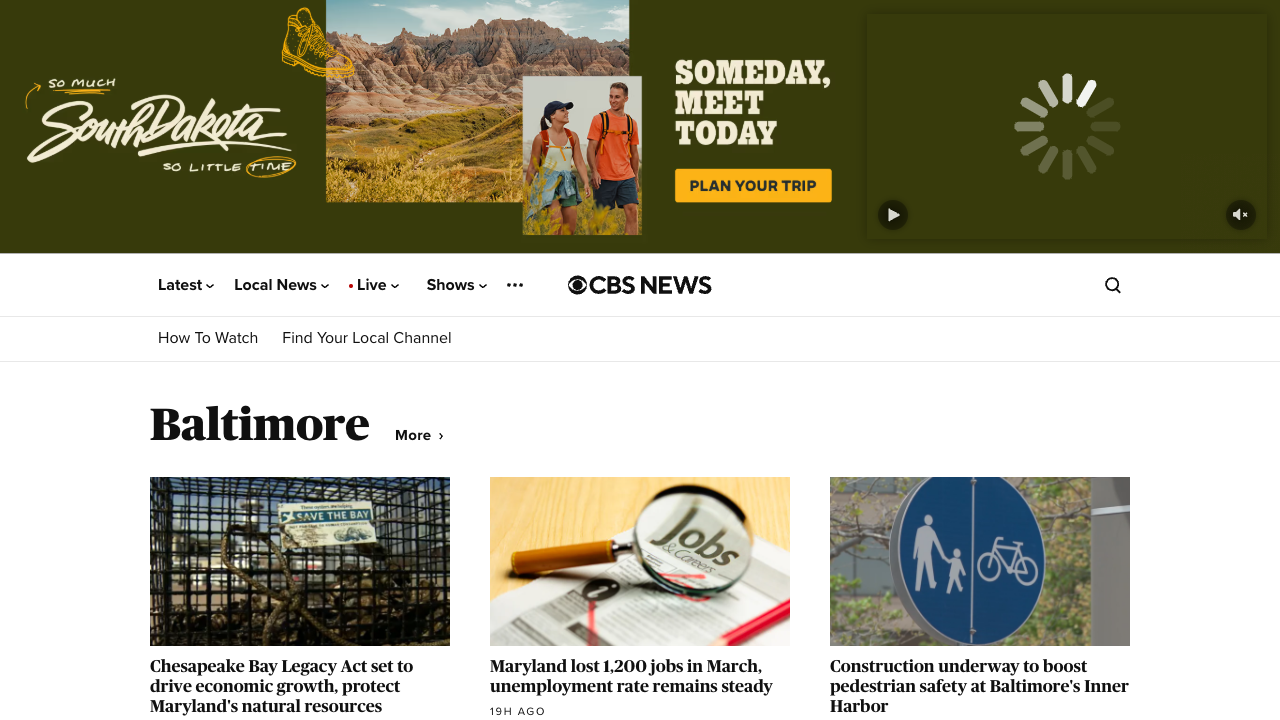 SO MUCH
South Dakota
SO LITTLE TIME
SOMEDAY,
MEET
TODAY
PLAN YOUR TRIP
Latest
Local News
Live
Shows
CBS NEWS
How To Watch
Find Your Local Channel
Baltimore
More
SAVE THE BAY
Jobs
& Careers
Chesapeake Bay Legacy Act set to
drive economic growth, protect
Maryland's natural resources
Maryland lost 1,200 jobs in March,
unemployment rate remains steady
19H AGO
Construction underway to boost
pedestrian safety at Baltimore's Inner
Harbor